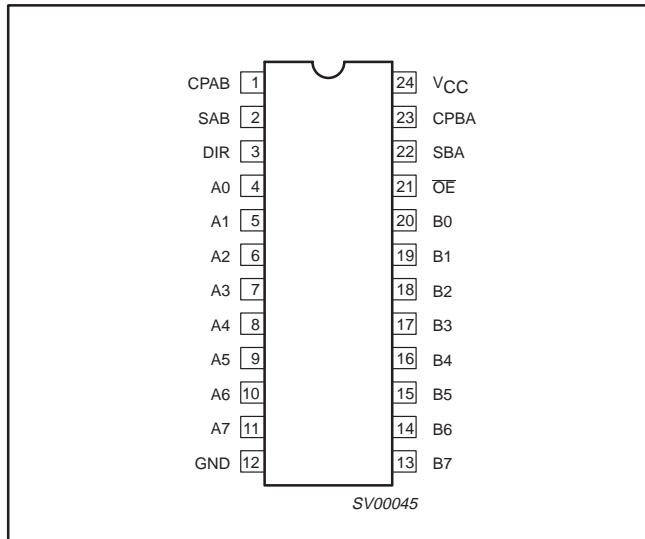 CPAB 1 24 VCC
SAB 2 23 CPBA
DIR 3 22 SBA
A0 4 21 OE
A1 5 20 B0
A2 6 19 B1
A3 7 18 B2
A4 8 17 B3
A5 9 16 B4
A6 10 15 B5
A7 11 14 B6
GND 12 13 B7
SV00045